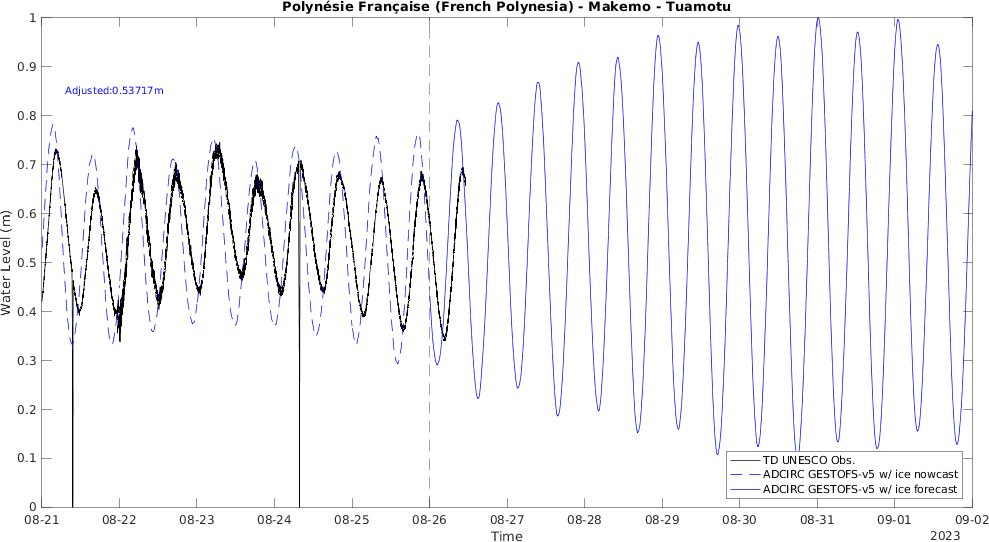 Polynésie Française (French Polynesia) - Makemo - Tuamotu
1
0.9
0.8
0.7
0.6
0.5
0.4
0.3
0.2
0.1
0
Water Level (m)
Adjusted:0.53717m
TD UNESCO Obs.
ADCIRC GESTOFS-v5 w/ ice nowcast
ADCIRC GESTOFS-v5 w/ ice forecast
08-21 08-22 08-23 08-24 08-25 08-26 08-27 08-28 08-29 08-30 08-31 09-01 09-02
Time
2023